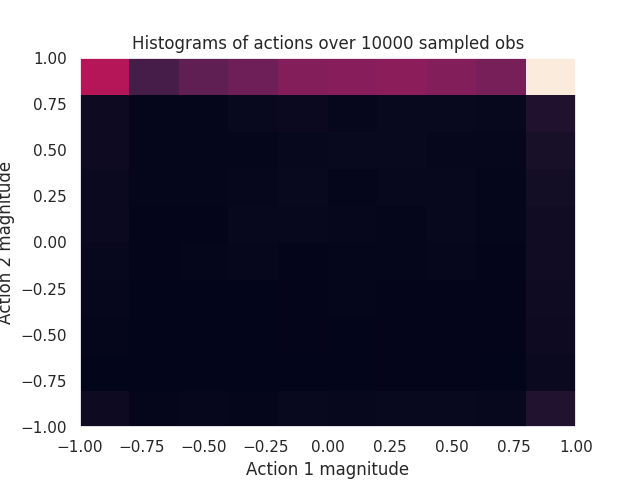 Histograms of actions over 10000 sampled obs
1.00
0.75
0.50
0.25
0.00
−0.25
−0.50
−0.75
−1.00
Action 2 magnitude
−1.00 −0.75 −0.50 −0.25 0.00 0.25 0.50 0.75 1.00
Action 1 magnitude